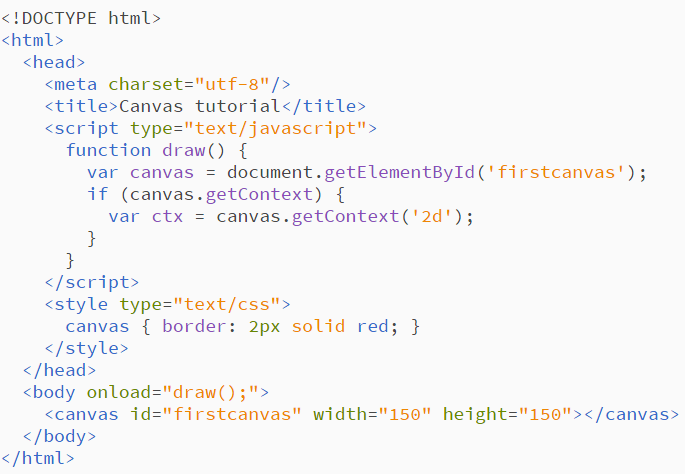 <!DOCTYPE html>
<html>
  <head>
    <meta charset="utf-8"/>
    <title>Canvas tutorial</title>
    <script type="text/javascript">
      function draw() {
        var canvas = document.getElementById('firstcanvas');
        if (canvas.getContext) {
          var ctx = canvas.getContext('2d');
        }
      }
    </script>
    <style type="text/css">
      canvas { border: 2px solid red; }
    </style>
  </head>
  <body onload="draw();">
    <canvas id="firstcanvas" width="150" height="150"></canvas>
  </body>
</html>